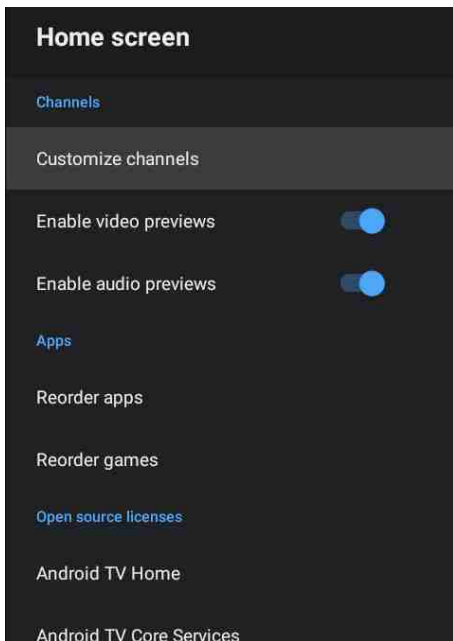 Home screen
Channels
Customize channels
Enable video previews
Enable audio previews
Apps
Reorder apps
Reorder games
Open source licenses
Android TV Home
Android TV Core Services